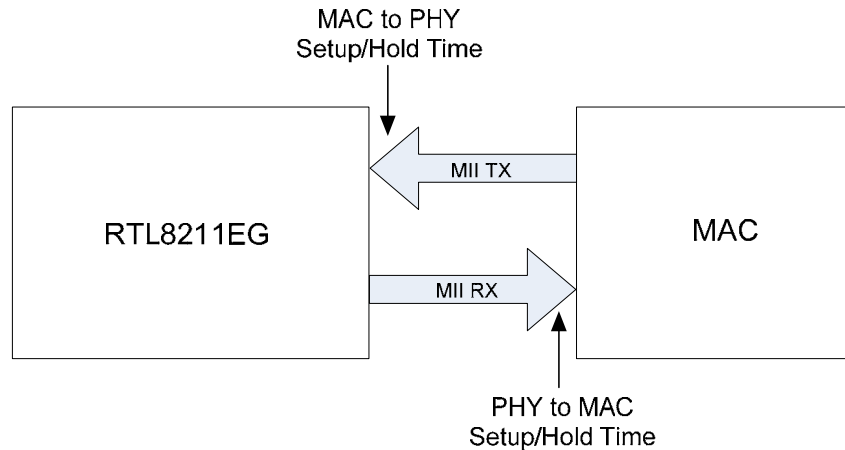 MAC to PHY
Setup/Hold Time
MII TX
RTL8211EG
MAC
MII RX
PHY to MAC
Setup/Hold Time